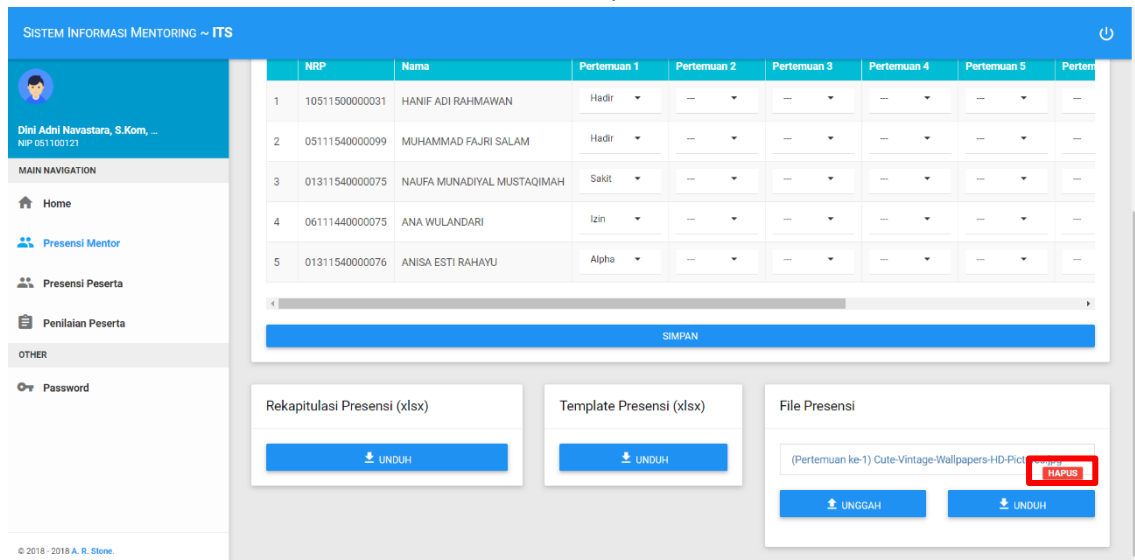 SISTEM INFORMASI MENTORING ~ ITS
Dini Adni Navastara, S.Kom, ...
NIP 051100121
MAIN NAVIGATION
Home
Presensi Mentor
Presensi Peserta
Penilaian Peserta
OTHER
Password
© 2018 - 2018 A. R. Stone.
NRP Nama Pertemuan 1 Pertemuan 2 Pertemuan 3 Pertemuan 4 Pertemuan 5 Pertem
1 10511500000031 HANIF ADI RAHMAWAN Hadir --- --- --- --- ---
2 05111540000099 MUHAMMAD FAJRI SALAM Hadir --- --- --- --- ---
3 01311540000075 NAUFA MUNADIYAL MUSTAQIMAH Sakit --- --- --- --- ---
4 06111440000075 ANA WULANDARI Izin --- --- --- --- ---
5 01311540000076 ANISA ESTI RAHAYU Alpha --- --- --- --- ---
SIMPAN
Rekapitulasi Presensi (xlsx)
UNDUH
Template Presensi (xlsx)
UNDUH
File Presensi
(Pertemuan ke-1) Cute-Vintage-Wallpapers-HD-Pict
HAPUS
UNGGAH
UNDUH